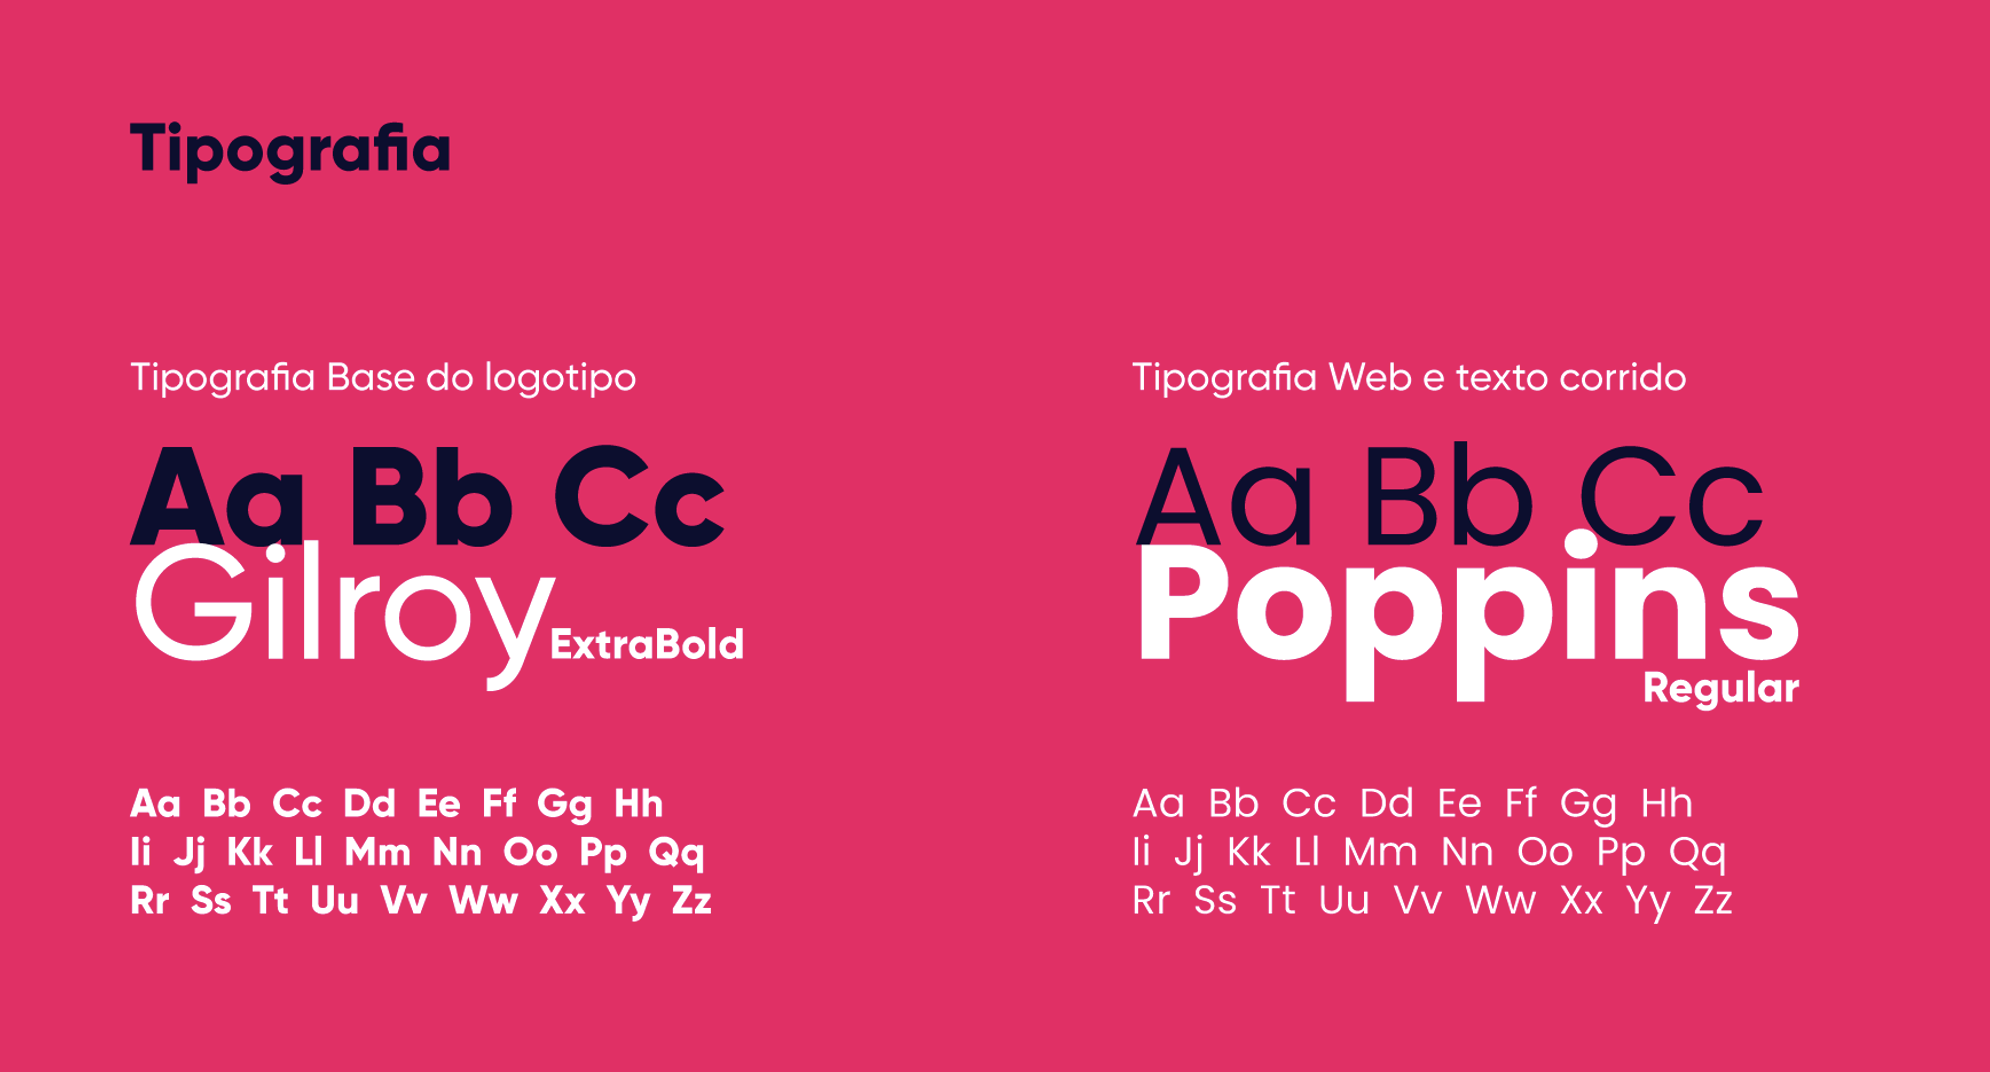 Tipografia
Tipografia Base do logotipo
Aa Bb Cc
Gilroy ExtraBold
Aa Bb Cc Dd Ee Ff Gg Hh
Ii Jj Kk Ll Mm Nn Oo Pp Qq
Rr Ss Tt Uu Vv Ww Xx Yy Zz
Tipografia Web e texto corrido
Aa Bb Cc
Poppins
Regular
Aa Bb Cc Dd Ee Ff Gg Hh
Ii Jj Kk Ll Mm Nn Oo Pp Qq
Rr Ss Tt Uu Vv Ww Xx Yy Zz